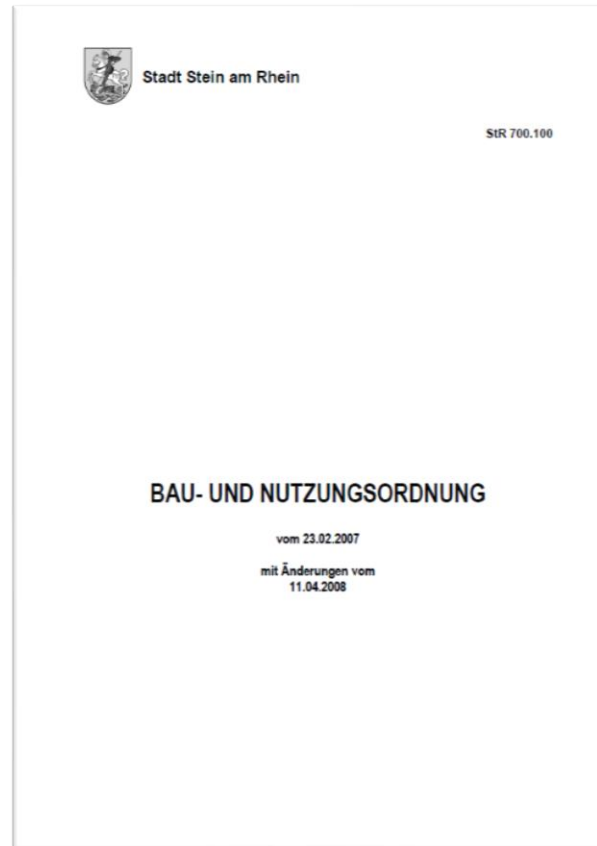 Stadt Stein am Rhein
StR 700.100
BAU- UND NUTZUNGSORDNUNG
vom 23.02.2007
mit Änderungen vom
11.04.2008